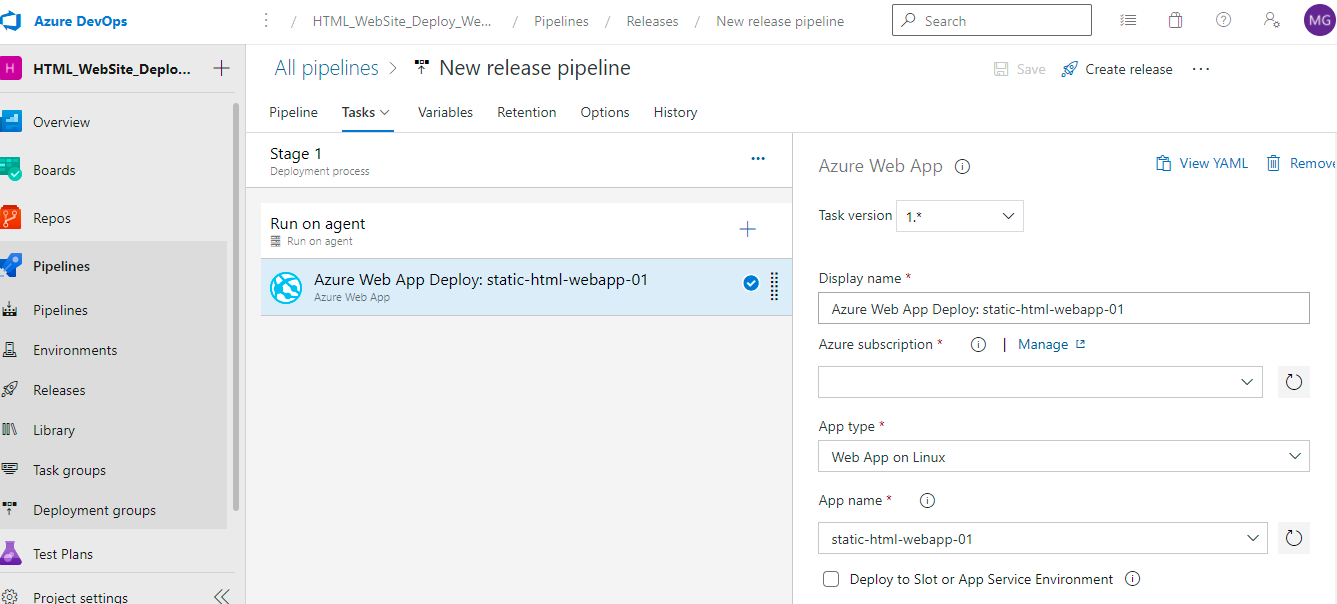 Azure DevOps
/ HTML_WebSite_Deploy_We... / Pipelines / Releases / New release pipeline
Search
MG
H HTML_WebSite_Deplo...
Overview
Boards
Repos
Pipelines
Pipelines
Environments
Releases
Library
Task groups
Deployment groups
Test Plans
Project settings
All pipelines > New release pipeline
Save
Create release
Pipeline
Tasks
Variables
Retention
Options
History
Stage 1
Deployment process
Run on agent
Run on agent
Azure Web App Deploy: static-html-webapp-01
Azure Web App
Azure Web App
View YAML
Remove
Task version 1.*
Display name *
Azure Web App Deploy: static-html-webapp-01
Azure subscription * | Manage
App type *
Web App on Linux
App name *
static-html-webapp-01
Deploy to Slot or App Service Environment